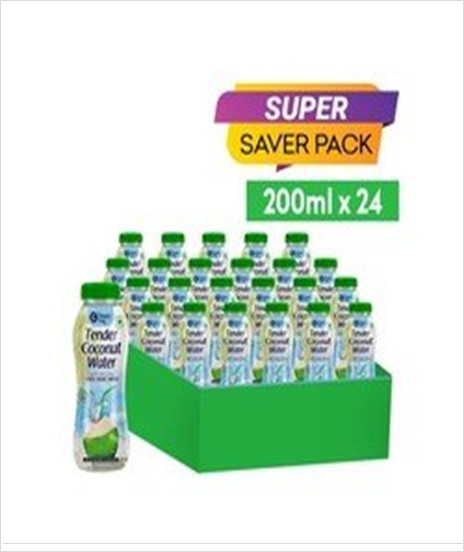 SUPER
SAVER PACK
200ml x 24
Tender
Coconut
Water